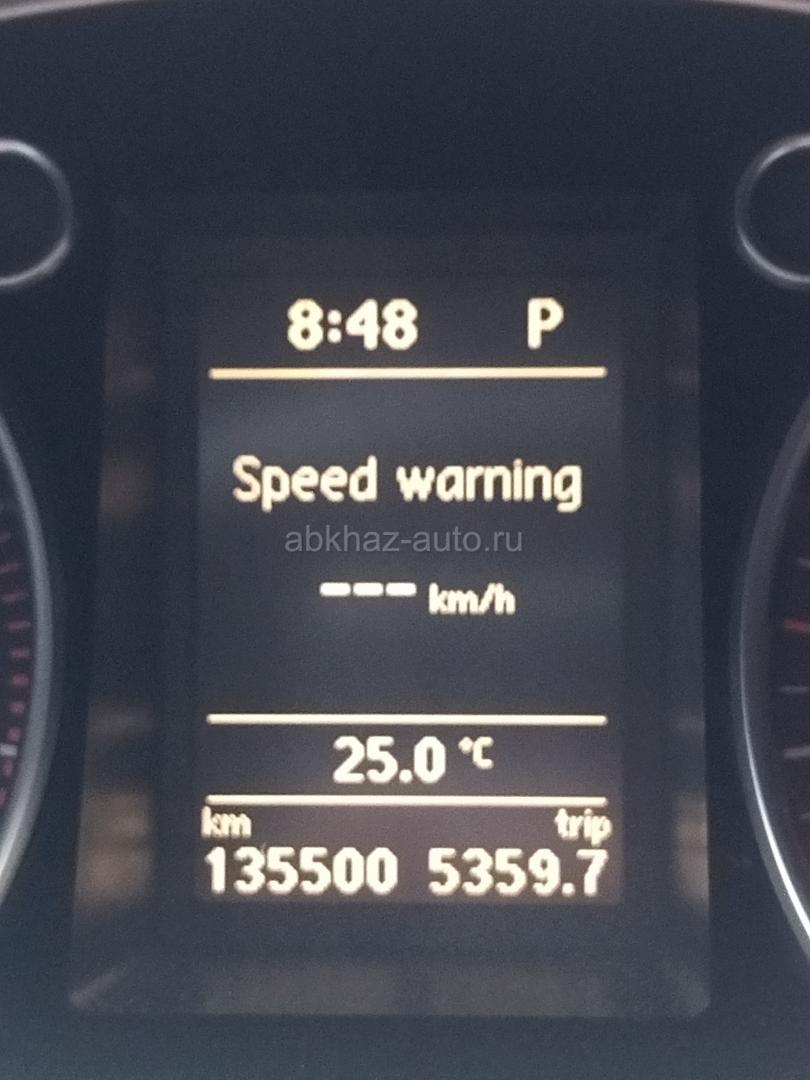 8:48 P
Speed warning
abkhaz-auto.ru
--- km/h
25.0 °C
km trip
135500 5359.7